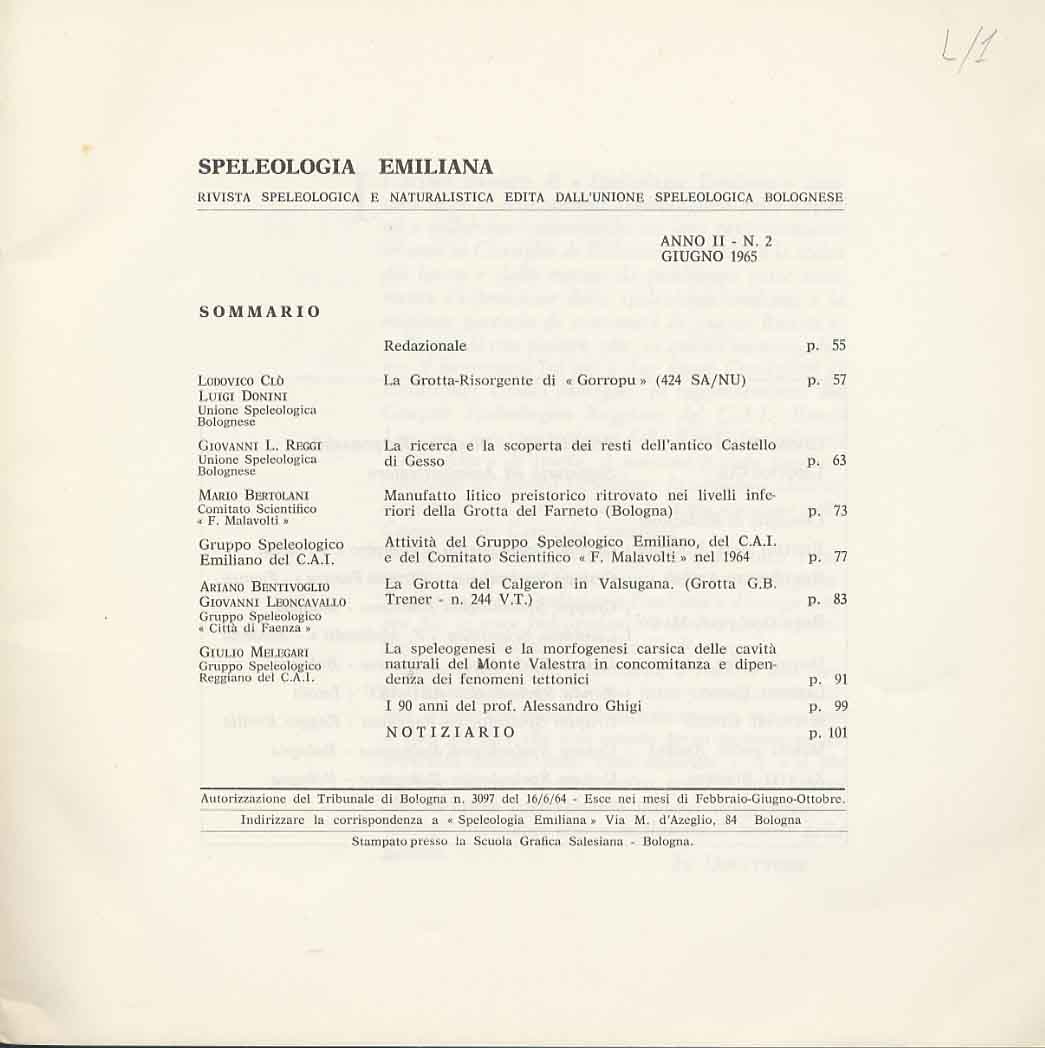 L/1
SPELEOLOGIA EMILIANA
RIVISTA SPELEOLOGICA E NATURALISTICA EDITA DALL'UNIONE SPELEOLOGICA BOLOGNESE
ANNO II - N. 2
GIUGNO 1965
SOMMARIO
Redazionale p. 55
LODOVICO CLÒ La Grotta-Risorgente di « Gorropu » (424 SA/NU) p. 57
LUIGI DONINI
Unione Speleologica
Bolognese
GIOVANNI L. REGGI La ricerca e la scoperta dei resti dell'antico Castello
Unione Speleologica di Gesso p. 63
Bolognese
MARIO BERTOLANI Manufatto litico preistorico ritrovato nei livelli infe-
Comitato Scientifico riori della Grotta del Farneto (Bologna) p. 73
« F. Malavolti »
Gruppo Speleologico Attività del Gruppo Speleologico Emiliano, del C.A.I.
Emiliano del C.A.I. e del Comitato Scientifico « F. Malavolti » nel 1964 p. 77
ARIANO BENTIVOGLIO La Grotta del Calgeron in Valsugana. (Grotta G.B.
GIOVANNI LEONCAVALLO Trener - n. 244 V.T.) p. 83
Gruppo Speleologico
« Città di Faenza »
GIULIO MELEGARI La speleogenesi e la morfogenesi carsica delle cavità
Gruppo Speleologico naturali del Monte Valestra in concomitanza e dipen-
Reggiano del C.A.I. denza dei fenomeni tettonici p. 91
I 90 anni del prof. Alessandro Ghigi p. 99
NOTIZIARIO p. 101
Autorizzazione del Tribunale di Bologna n. 3097 del 16/6/64 - Esce nei mesi di Febbraio-Giugno-Ottobre.
Indirizzare la corrispondenza a « Speleologia Emiliana » Via M. d'Azeglio, 84 Bologna
Stampato presso la Scuola Grafica Salesiana - Bologna.